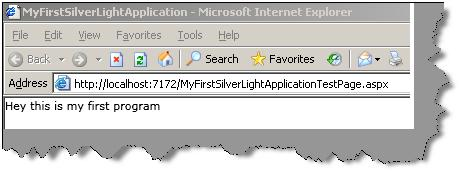 MyFirstSilverLightApplication - Microsoft Internet Explorer
File Edit View Favorites Tools Help
Back Search Favorites
Address http://localhost:7172/MyFirstSilverLightApplicationTestPage.aspx
Hey this is my first program